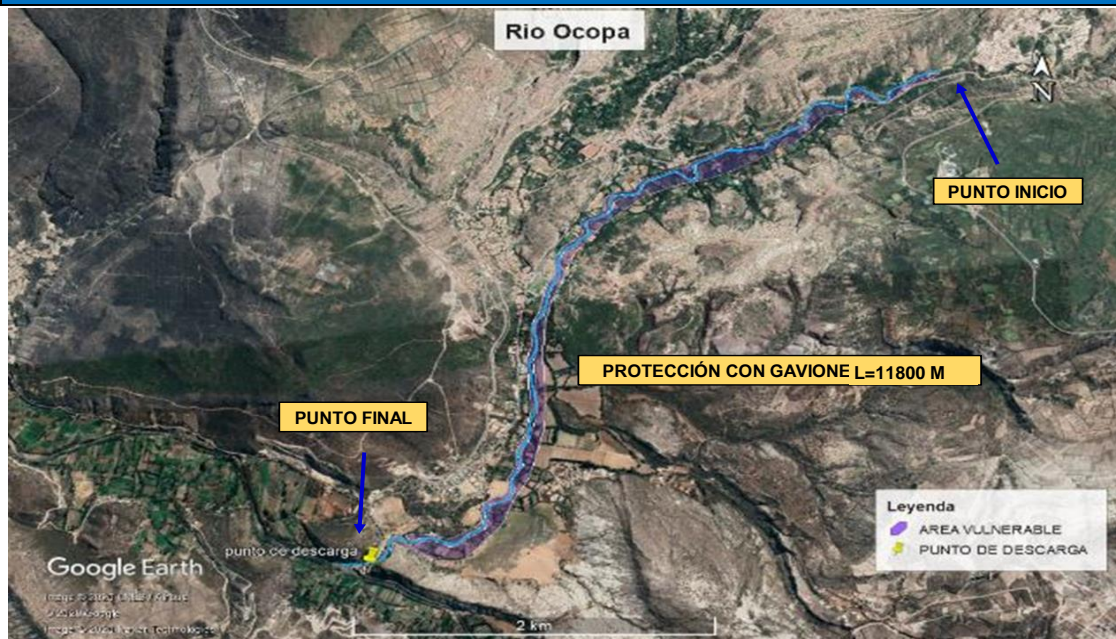 Rio Ocopa
N
PUNTO INICIO
PROTECCIÓN CON GAVIONE L=11800 M
PUNTO FINAL
Leyenda
AREA VULNERABLE
PUNTO DE DESCARGA
punto de descarga
Google Earth
2 km